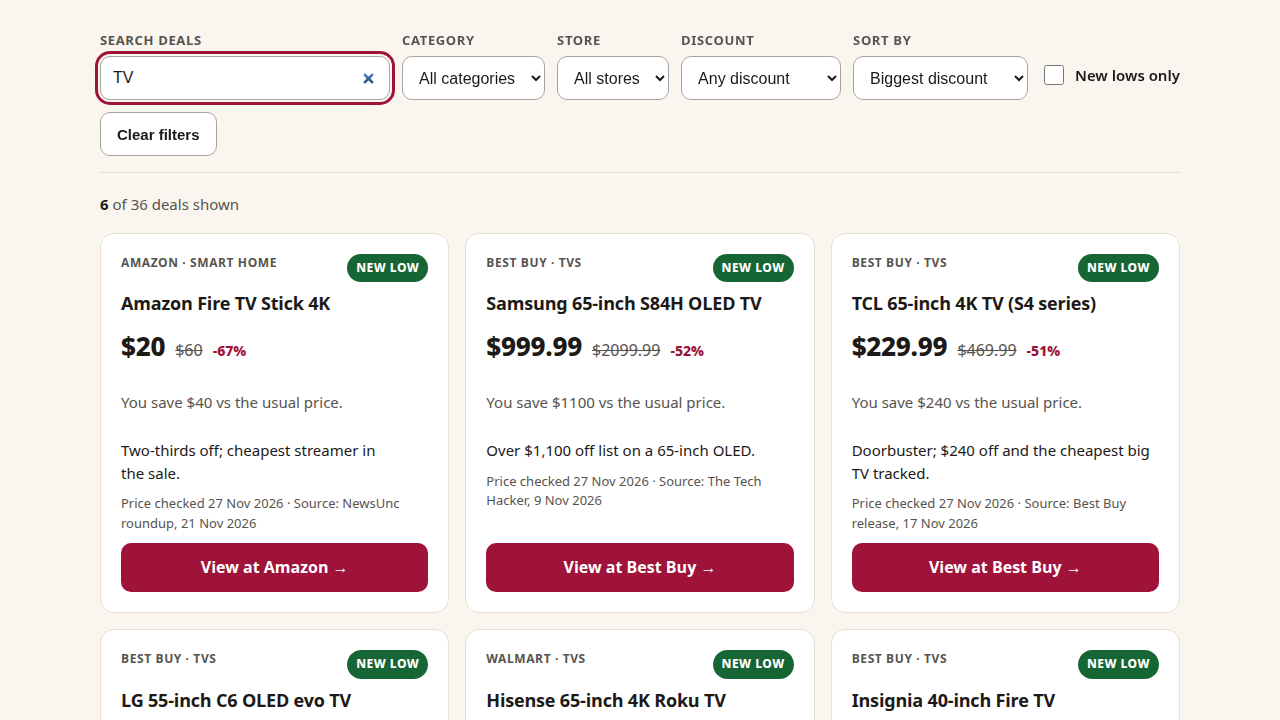 SEARCH DEALS
CATEGORY
STORE
DISCOUNT
SORT BY
TV
All categories
All stores
Any discount
Biggest discount
New lows only
Clear filters
6 of 36 deals shown
AMAZON · SMART HOME
NEW LOW
Amazon Fire TV Stick 4K
$20 $60 -67%
You save $40 vs the usual price.
Two-thirds off; cheapest streamer in
the sale.
Price checked 27 Nov 2026 · Source: NewsUnc
roundup, 21 Nov 2026
View at Amazon →
BEST BUY · TVS
NEW LOW
Samsung 65-inch S84H OLED TV
$999.99 $2099.99 -52%
You save $1100 vs the usual price.
Over $1,100 off list on a 65-inch OLED.
Price checked 27 Nov 2026 · Source: The Tech
Hacker, 9 Nov 2026
View at Best Buy →
BEST BUY · TVS
NEW LOW
TCL 65-inch 4K TV (S4 series)
$229.99 $469.99 -51%
You save $240 vs the usual price.
Doorbuster; $240 off and the cheapest big
TV tracked.
Price checked 27 Nov 2026 · Source: Best Buy
release, 17 Nov 2026
View at Best Buy →
BEST BUY · TVS
NEW LOW
LG 55-inch C6 OLED evo TV
WALMART · TVS
NEW LOW
Hisense 65-inch 4K Roku TV
BEST BUY · TVS
NEW LOW
Insignia 40-inch Fire TV